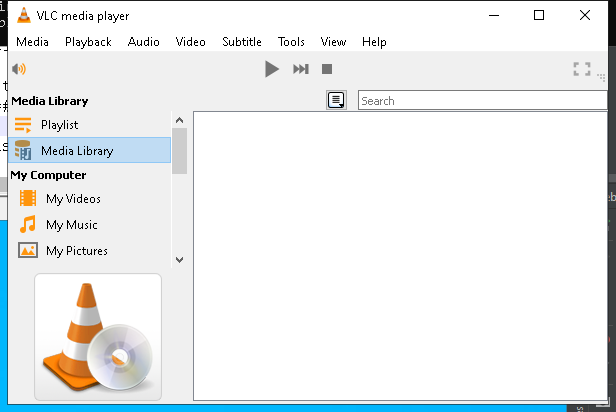 VLC media player
Media Playback Audio Video Subtitle Tools View Help
Media Library
Search
Playlist
Media Library
My Computer
My Videos
My Music
My Pictures